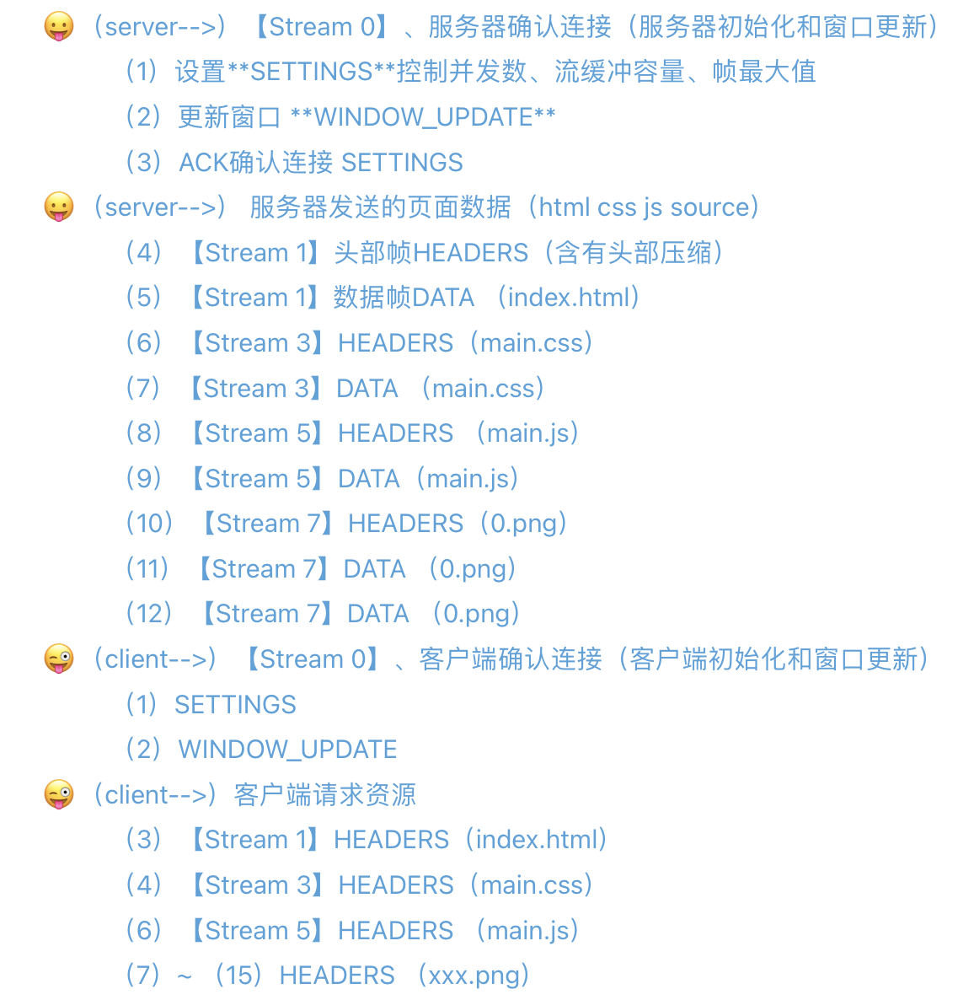 😛（server-->）【Stream 0】、服务器确认连接（服务器初始化和窗口更新）
（1）设置**SETTINGS**控制并发数、流缓冲容量、帧最大值
（2）更新窗口 **WINDOW_UPDATE**
（3）ACK确认连接 SETTINGS
😛（server-->） 服务器发送的页面数据（html css js source）
（4）【Stream 1】头部帧HEADERS（含有头部压缩）
（5）【Stream 1】数据帧DATA （index.html）
（6）【Stream 3】HEADERS（main.css）
（7）【Stream 3】DATA （main.css）
（8）【Stream 5】HEADERS （main.js）
（9）【Stream 5】DATA（main.js）
（10）【Stream 7】HEADERS（0.png）
（11）【Stream 7】DATA （0.png）
（12）【Stream 7】DATA （0.png）
😜（client-->）【Stream 0】、客户端确认连接（客户端初始化和窗口更新）
（1）SETTINGS
（2）WINDOW_UPDATE
😜（client-->）客户端请求资源
（3）【Stream 1】HEADERS（index.html）
（4）【Stream 3】HEADERS（main.css）
（6）【Stream 5】HEADERS （main.js）
（7）~ （15）HEADERS （xxx.png）